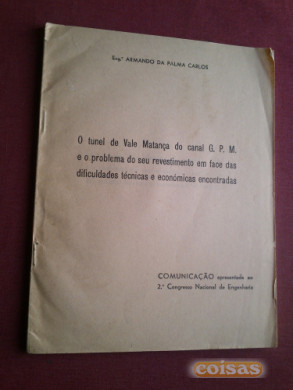 Eng.º ARMANDO DA PALMA CARLOS
O tunel de Vale Matança do canal G. P. M.
e o problema do seu revestimento em face das
dificuldades técnicas e económicas encontradas
COMUNICAÇÃO apresentada ao
2.º Congresso Nacional de Engenharia
coisas